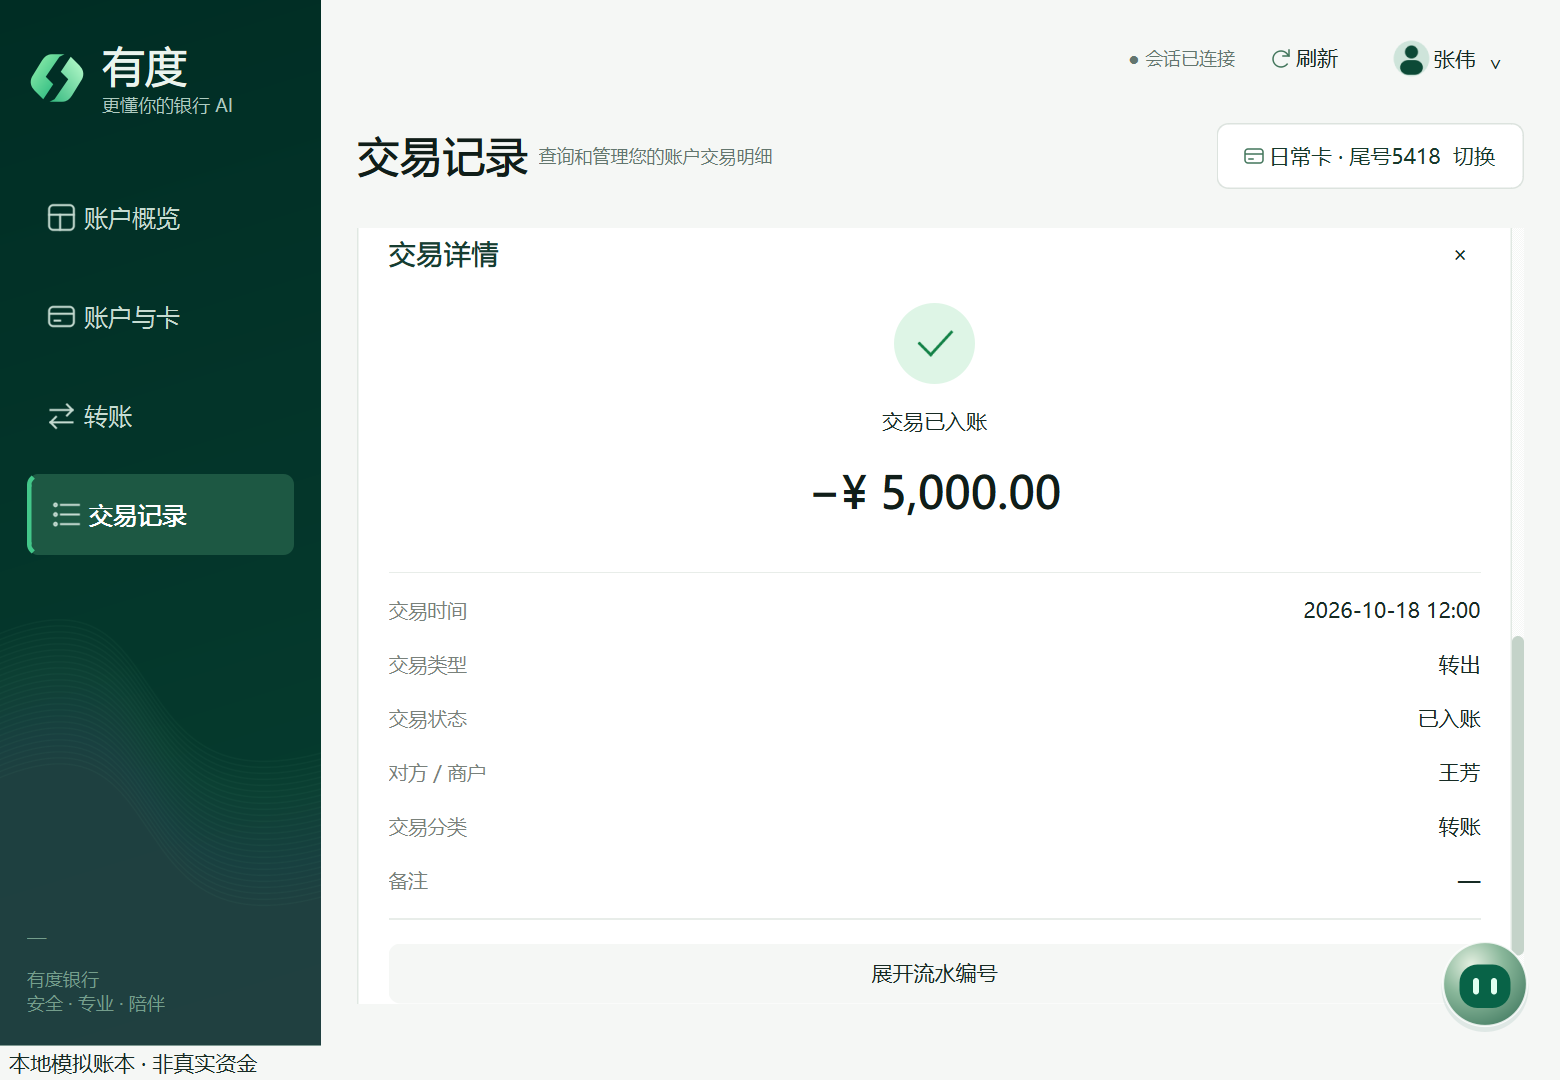 有度
更懂你的银行 AI
账户概览
账户与卡
转账
交易记录
有度银行
安全 · 专业 · 陪伴
本地模拟账本 · 非真实资金
会话已连接
刷新
张伟
交易记录 查询和管理您的账户交易明细
日常卡 · 尾号5418 切换
交易详情
×
交易已入账
−¥ 5,000.00
交易时间 2026-10-18 12:00
交易类型 转出
交易状态 已入账
对方 / 商户 王芳
交易分类 转账
备注 —
展开流水编号